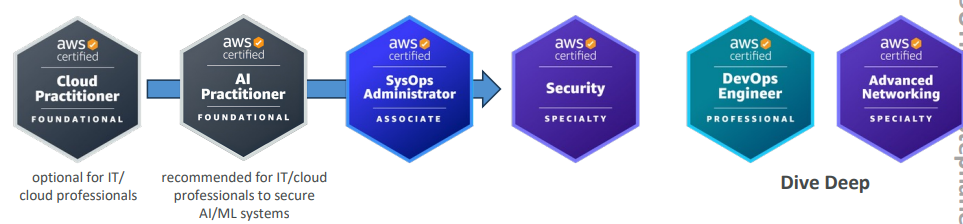 aws
certified
Cloud
Practitioner
FOUNDATIONAL
optional for IT/
cloud professionals
aws
certified
AI
Practitioner
FOUNDATIONAL
recommended for IT/cloud
professionals to secure
AI/ML systems
aws
certified
SysOps
Administrator
ASSOCIATE
aws
certified
Security
SPECIALTY
aws
certified
DevOps
Engineer
PROFESSIONAL
aws
certified
Advanced
Networking
SPECIALTY
Dive Deep